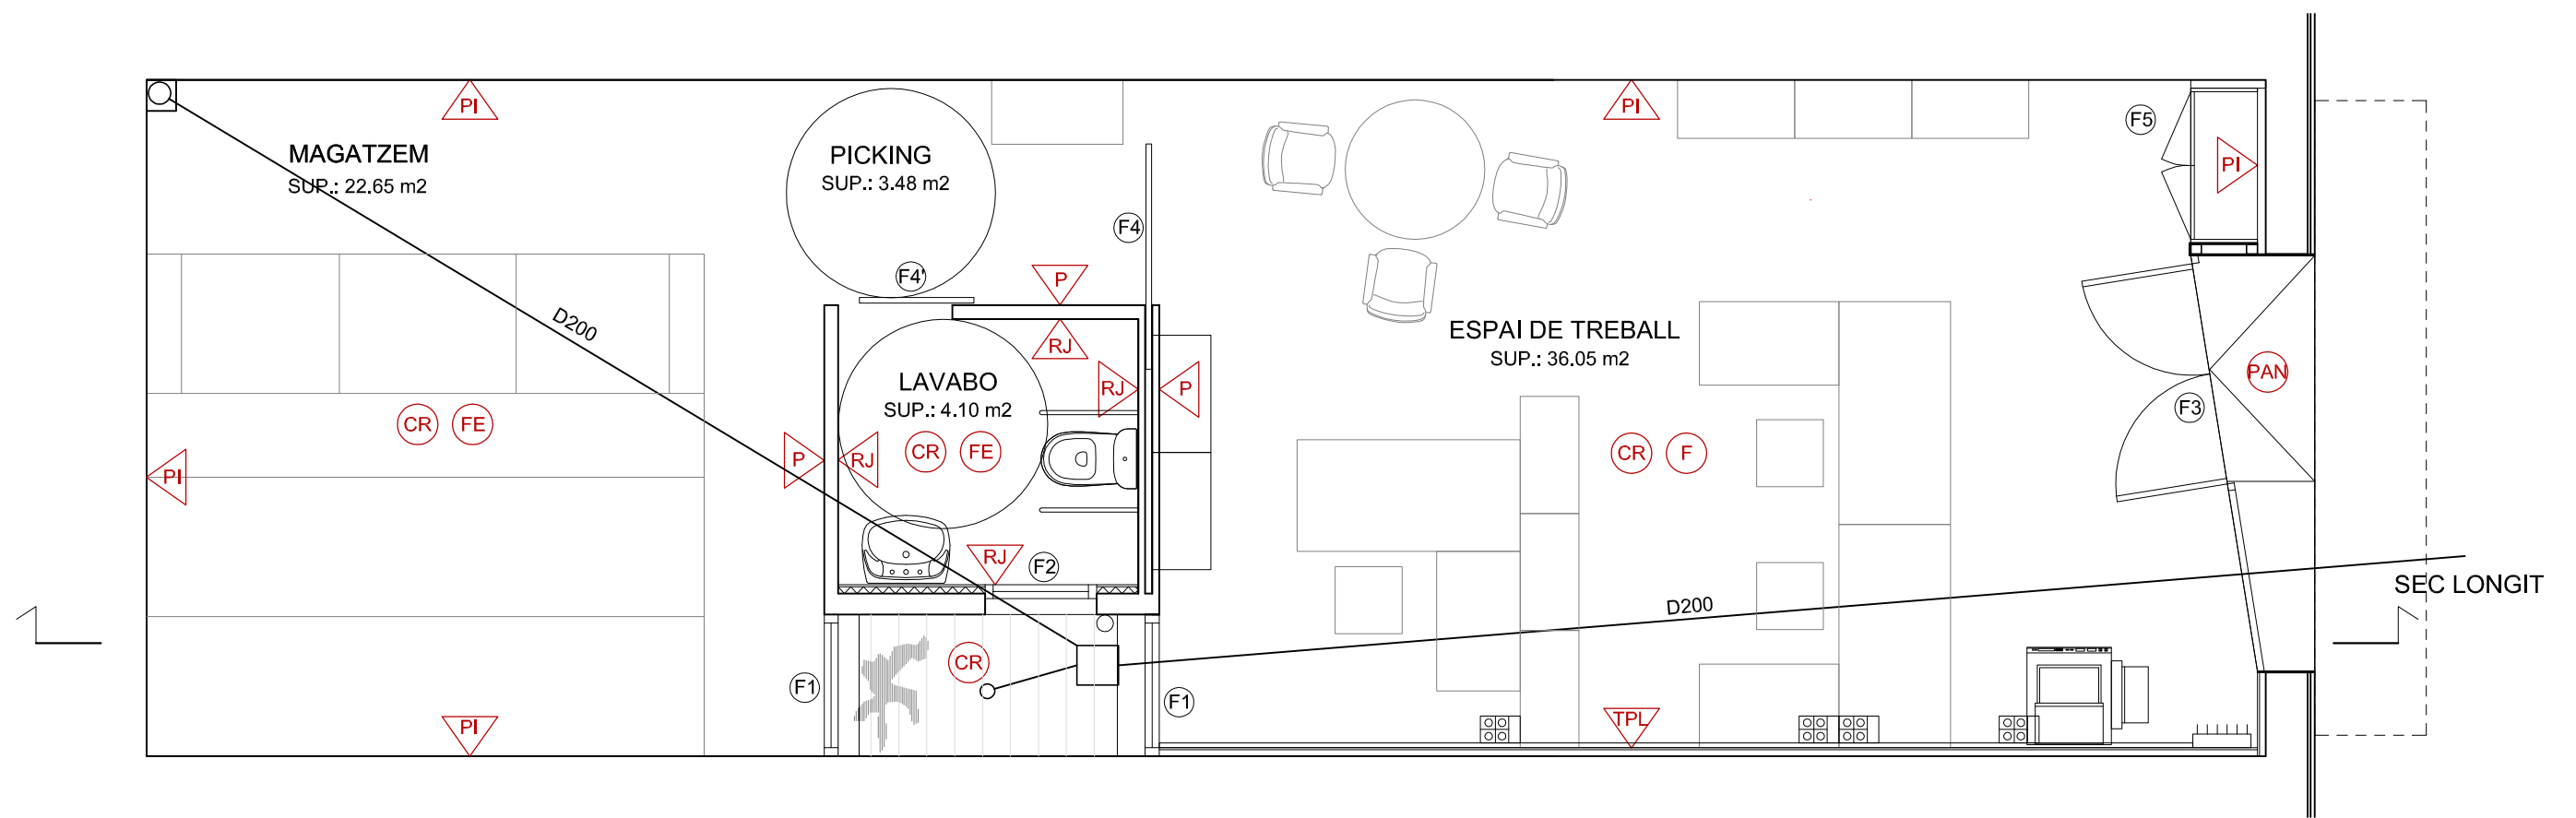 PI
PI
F5
MAGATZEM
SUP.: 22.65 m2
PICKING
SUP.: 3.48 m2
PI
F4
F4'
P
D200
ESPAI DE TREBALL
SUP.: 36.05 m2
RJ
LAVABO
SUP.: 4.10 m2
RJ
P
PAN
F3
CR
FE
CR
FE
CR
F
P
RJ
PI
RJ
F2
SEC LONGIT
D200
CR
F1
F1
PI
TPL